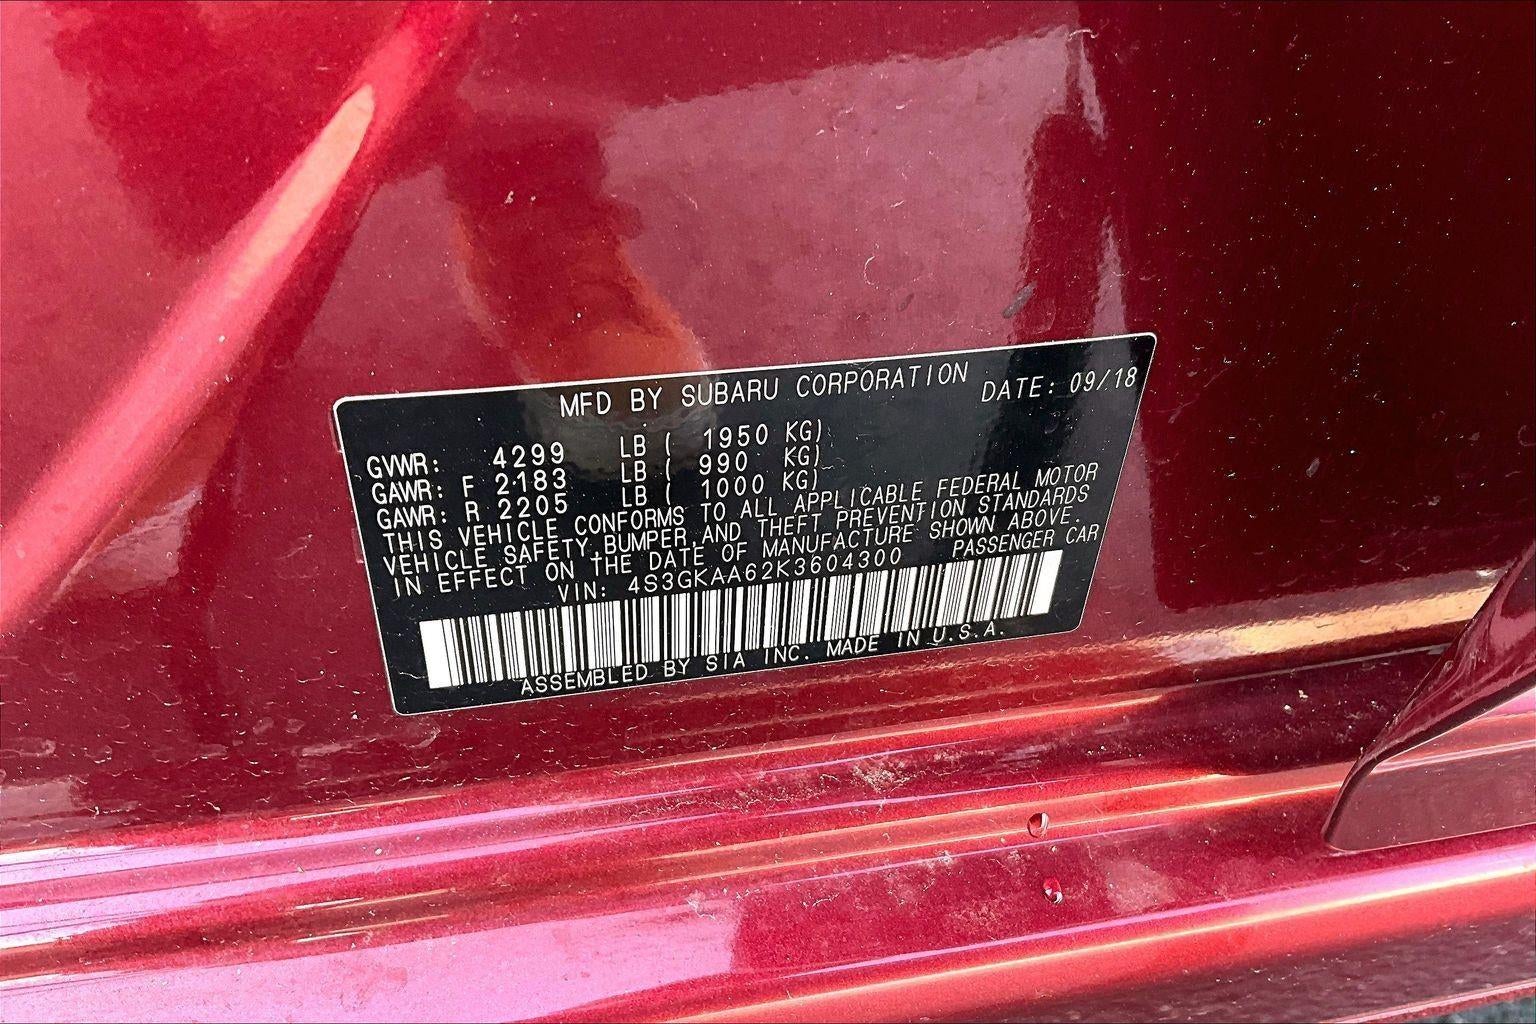 MFD BY SUBARU CORPORATION DATE: 09/18
GVWR: 4299 LB ( 1950 KG)
GAWR: F 2183 LB ( 990 KG)
GAWR: R 2205 LB ( 1000 KG)
THIS VEHICLE CONFORMS TO ALL APPLICABLE FEDERAL MOTOR
VEHICLE SAFETY,BUMPER,AND THEFT PREVENTION STANDARDS
IN EFFECT ON THE DATE OF MANUFACTURE SHOWN ABOVE.
VIN: 4S3GKAA62K3604300 PASSENGER CAR
ASSEMBLED BY SIA INC. MADE IN U.S.A.